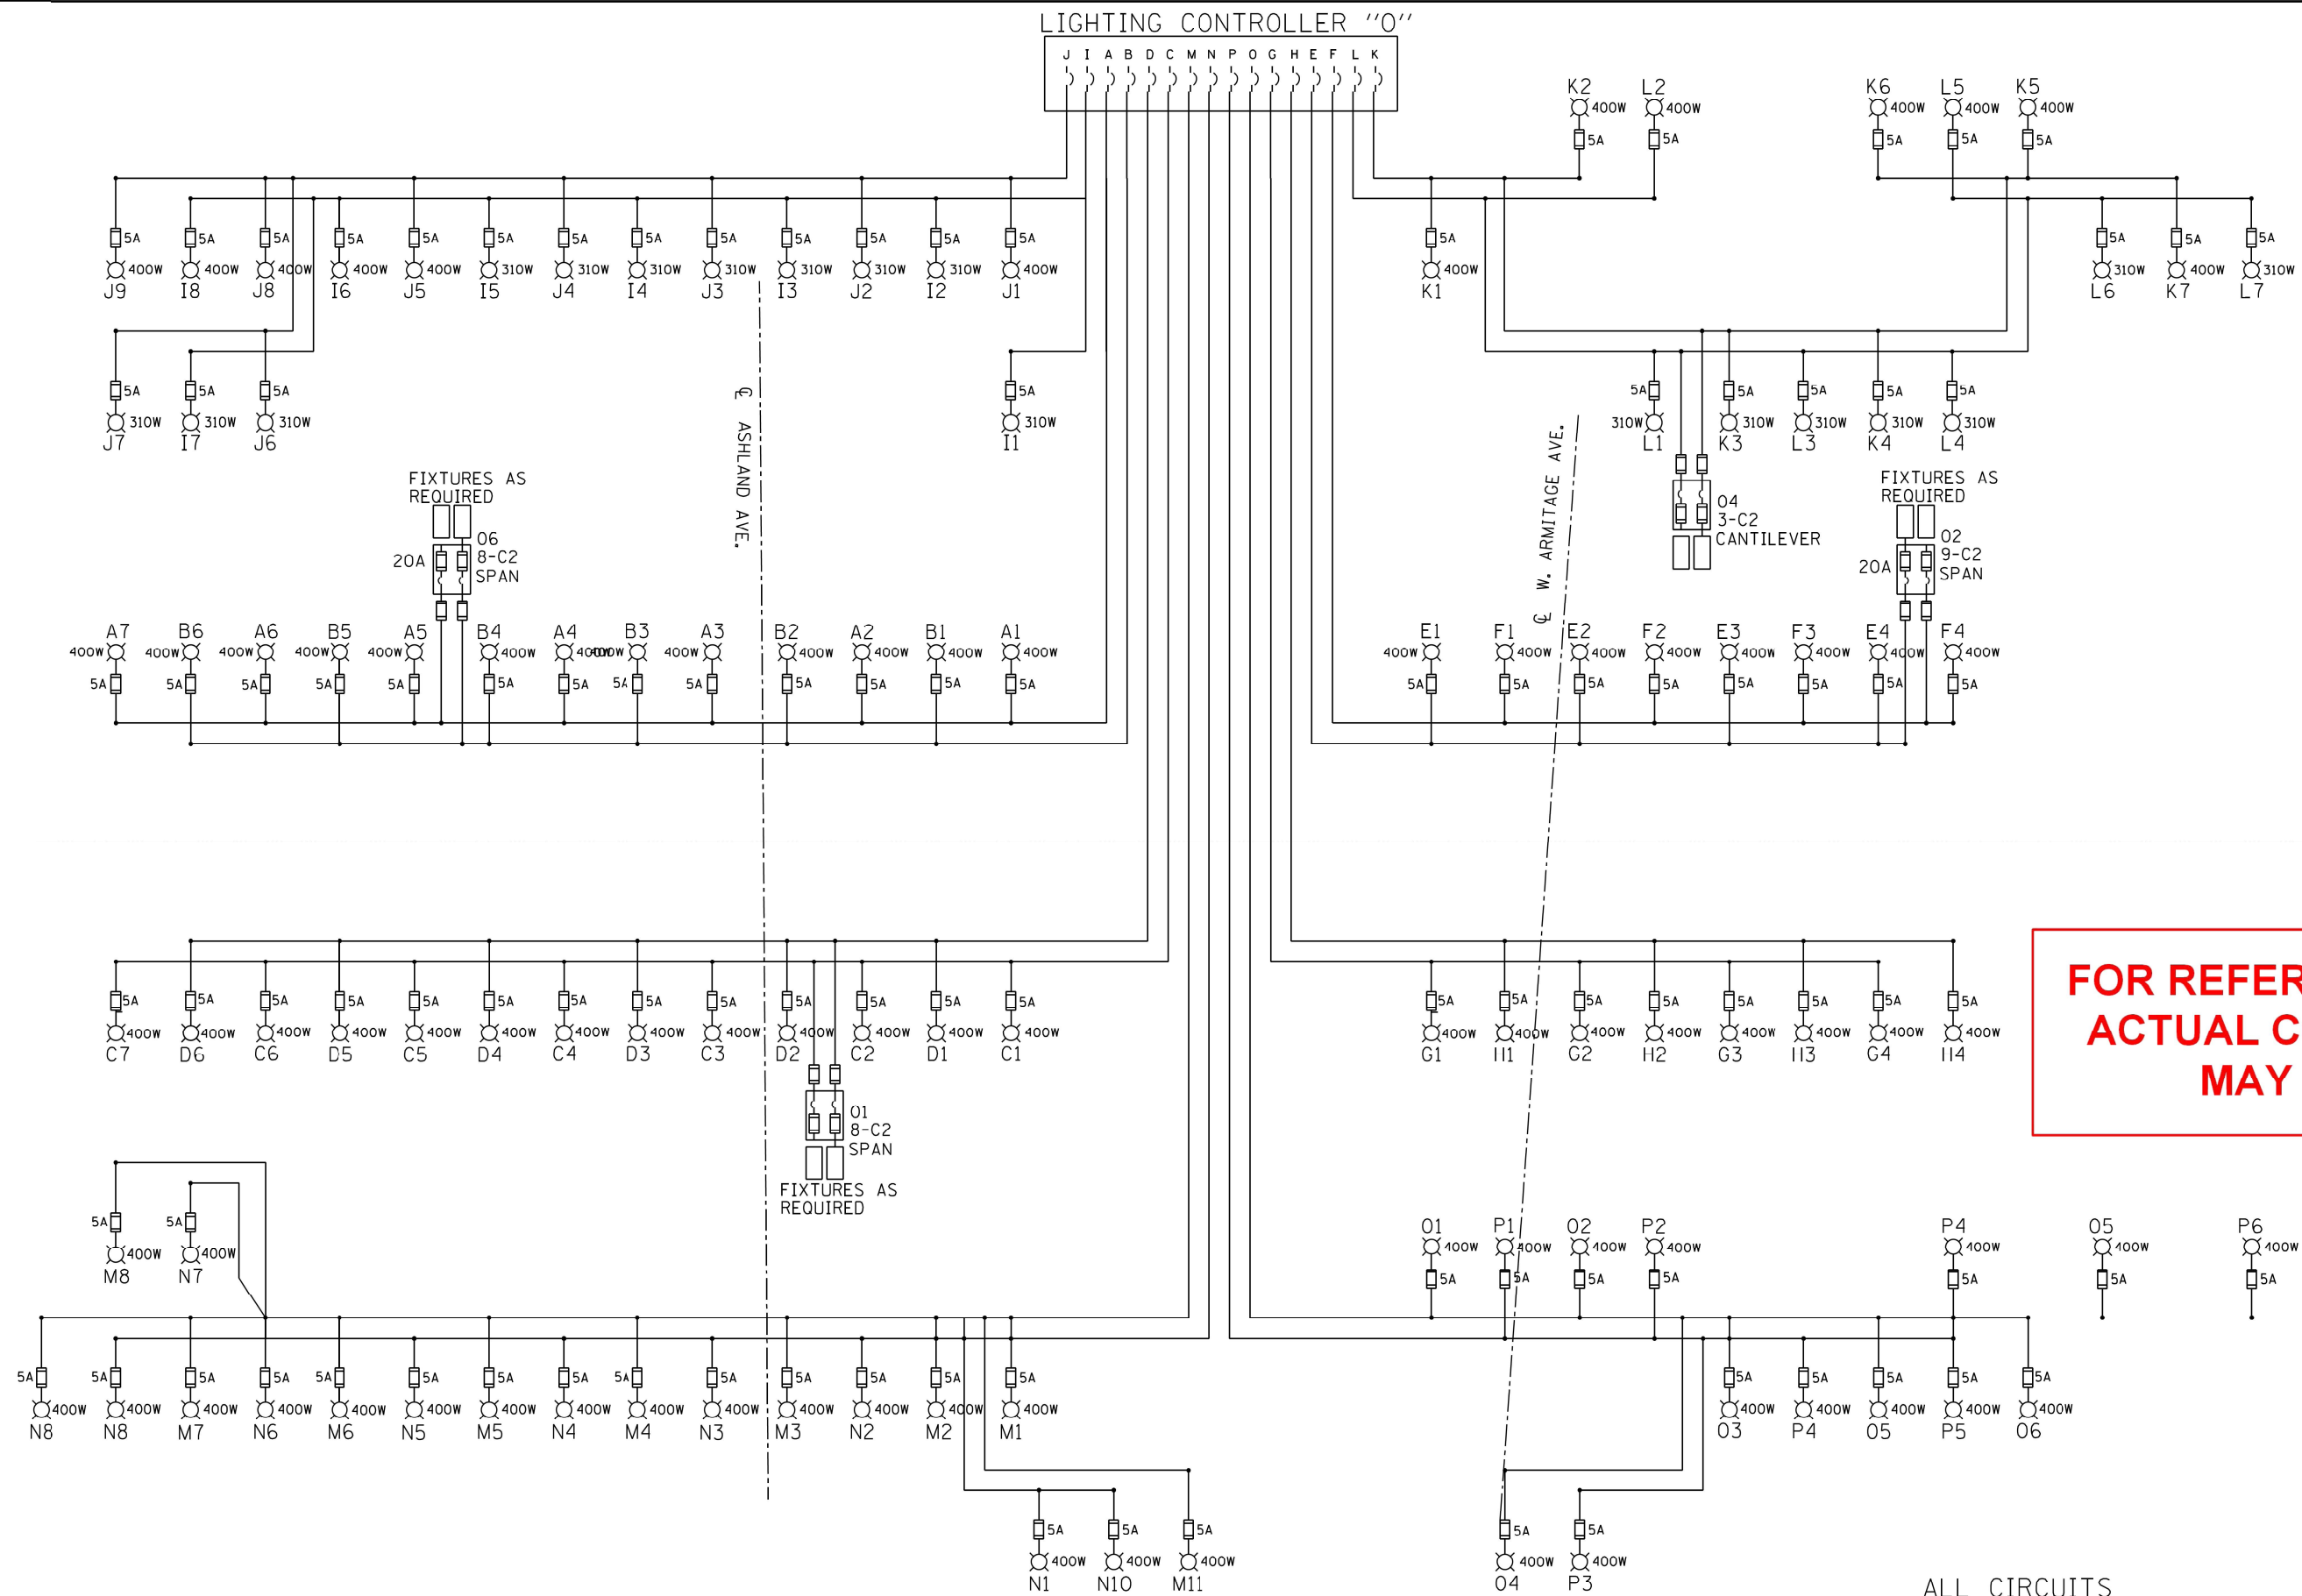 LIGHTING CONTROLLER "O"
J I A B D C M N P O G H E F L K
K2 L2 K6 L5 K5
400W 400W 400W 400W 400W
5A 5A 5A 5A 5A
5A 5A 5A 5A 5A 5A 5A 5A 5A 5A 5A 5A 5A 5A 5A 5A 5A
400W 400W 400W 400W 400W 310W 310W 310W 310W 310W 310W 310W 400W 400W 310W 400W 310W
J9 I8 J8 I6 J5 I5 J4 I4 J3 I3 J2 I2 J1 K1 L6 K7 L7
5A 5A 5A 5A 5A 5A 5A 5A 5A
310W 310W 310W 310W 310W 310W 310W 310W 310W
J7 I7 J6 I1 L1 K3 L3 K4 L4
℄ ASHLAND AVE.
℄ W. ARMITAGE AVE.
FIXTURES AS
REQUIRED
06
8-C2
SPAN
20A
04
3-C2
CANTILEVER
FIXTURES AS
REQUIRED
02
9-C2
SPAN
20A
A7 B6 A6 B5 A5 B4 A4 B3 A3 B2 A2 B1 A1 E1 F1 E2 F2 E3 F3 E4 F4
400W 400W 400W 400W 400W 400W 400W 400W 400W 400W 400W 400W 400W 400W 400W 400W 400W 400W 400W 400W 400W
5A 5A 5A 5A 5A 5A 5A 5A 5A 5A 5A 5A 5A 5A 5A 5A 5A 5A 5A 5A 5A
5A 5A 5A 5A 5A 5A 5A 5A 5A 5A 5A 5A 5A 5A 5A 5A 5A 5A 5A 5A 5A
400W 400W 400W 400W 400W 400W 400W 400W 400W 400W 400W 400W 400W 400W 400W 400W 400W 400W 400W 400W 400W
C7 D6 C6 D5 C5 D4 C4 D3 C3 D2 C2 D1 C1 G1 H1 G2 H2 G3 H3 G4 H4
FOR REFER
ACTUAL C
MAY
01
8-C2
SPAN
FIXTURES AS
REQUIRED
5A 5A
400W 400W
M8 N7
O1 P1 O2 P2 P4 O5 P6
400W 400W 400W 400W 400W 400W 400W
5A 5A 5A 5A 5A 5A 5A
5A 5A 5A 5A 5A 5A 5A 5A 5A 5A 5A 5A 5A 5A 5A 5A 5A 5A 5A
400W 400W 400W 400W 400W 400W 400W 400W 400W 400W 400W 400W 400W 400W 400W 400W 400W 400W 400W
N8 N8 M7 N6 M6 N5 M5 N4 M4 N3 M3 N2 M2 M1 O3 P4 O5 P5 O6
5A 5A 5A 5A 5A
400W 400W 400W 400W 400W
N1 N10 M11 O4 P3
ALL CIRCUITS